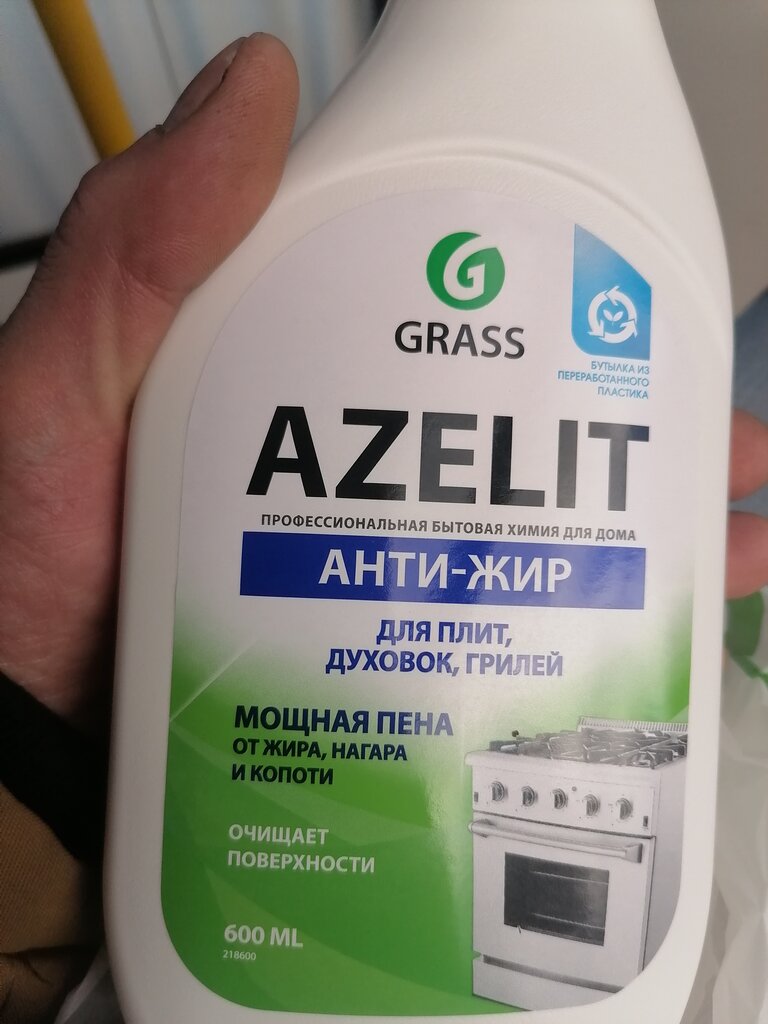 GRASS
БУТЫЛКА ИЗ
ПЕРЕРАБОТАННОГО
ПЛАСТИКА
AZELIT
ПРОФЕССИОНАЛЬНАЯ БЫТОВАЯ ХИМИЯ ДЛЯ ДОМА
АНТИ-ЖИР
ДЛЯ ПЛИТ,
ДУХОВОК, ГРИЛЕЙ
МОЩНАЯ ПЕНА
ОТ ЖИРА, НАГАРА
И КОПОТИ
ОЧИЩАЕТ
ПОВЕРХНОСТИ
600 ML
218600